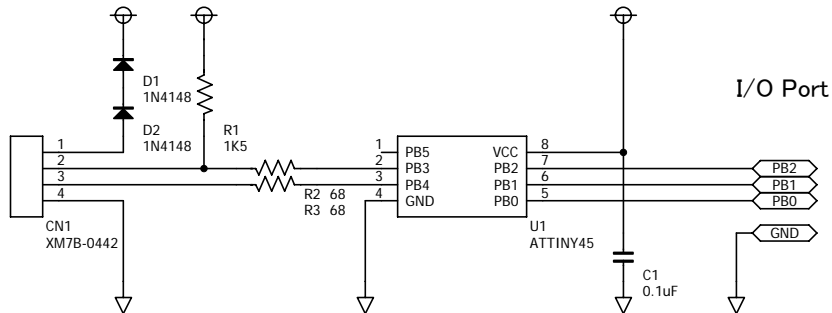 I/O Port
D1
1N4148
D2
1N4148
R1
1K5
1
2
3
4
CN1
XM7B-0442
R2 68
R3 68
1 PB5
2 PB3
3 PB4
4 GND
VCC 8
PB2 7
PB1 6
PB0 5
U1
ATTINY45
C1
0.1uF
PB2
PB1
PB0
GND